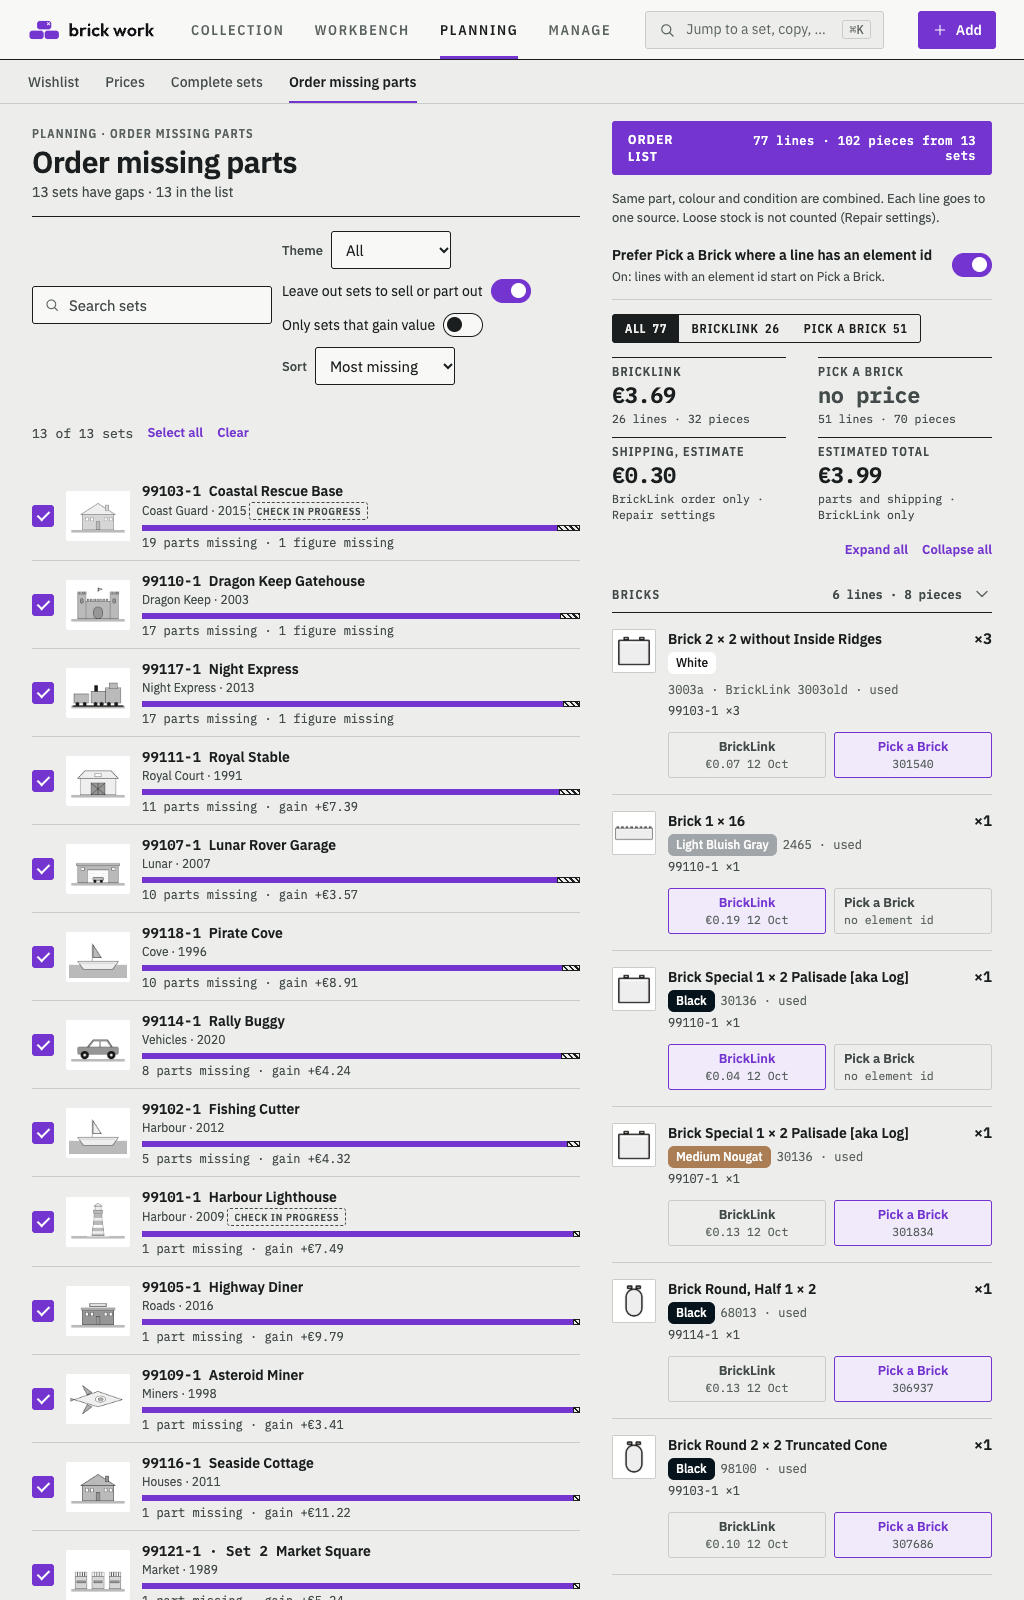 brick work
COLLECTION
WORKBENCH
PLANNING
MANAGE
Jump to a set, copy, ...
⌘K
Add
Wishlist
Prices
Complete sets
Order missing parts
PLANNING · ORDER MISSING PARTS
Order missing parts
13 sets have gaps · 13 in the list
Theme
All
Search sets
Leave out sets to sell or part out
Only sets that gain value
Sort
Most missing
13 of 13 sets
Select all
Clear
99103-1 Coastal Rescue Base
Coast Guard · 2015 CHECK IN PROGRESS
19 parts missing · 1 figure missing
99110-1 Dragon Keep Gatehouse
Dragon Keep · 2003
17 parts missing · 1 figure missing
99117-1 Night Express
Night Express · 2013
17 parts missing · 1 figure missing
99111-1 Royal Stable
Royal Court · 1991
11 parts missing · gain +€7.39
99107-1 Lunar Rover Garage
Lunar · 2007
10 parts missing · gain +€3.57
99118-1 Pirate Cove
Cove · 1996
10 parts missing · gain +€8.91
99114-1 Rally Buggy
Vehicles · 2020
8 parts missing · gain +€4.24
99102-1 Fishing Cutter
Harbour · 2012
5 parts missing · gain +€4.32
99101-1 Harbour Lighthouse
Harbour · 2009 CHECK IN PROGRESS
1 part missing · gain +€7.49
99105-1 Highway Diner
Roads · 2016
1 part missing · gain +€9.79
99109-1 Asteroid Miner
Miners · 1998
1 part missing · gain +€3.41
99116-1 Seaside Cottage
Houses · 2011
1 part missing · gain +€11.22
99121-1 · Set 2 Market Square
Market · 1989
1 part missing · gain +€5.24
ORDER LIST
77 lines · 102 pieces from 13 sets
Same part, colour and condition are combined. Each line goes to
one source. Loose stock is not counted (Repair settings).
Prefer Pick a Brick where a line has an element id
On: lines with an element id start on Pick a Brick.
ALL 77
BRICKLINK 26
PICK A BRICK 51
BRICKLINK
€3.69
26 lines · 32 pieces
PICK A BRICK
no price
51 lines · 70 pieces
SHIPPING, ESTIMATE
€0.30
BrickLink order only ·
Repair settings
ESTIMATED TOTAL
€3.99
parts and shipping ·
BrickLink only
Expand all
Collapse all
BRICKS
6 lines · 8 pieces
Brick 2 × 2 without Inside Ridges ×3
White
3003a · BrickLink 3003old · used
99103-1 ×3
BrickLink
€0.07 12 Oct
Pick a Brick
301540
Brick 1 × 16 ×1
Light Bluish Gray 2465 · used
99110-1 ×1
BrickLink
€0.19 12 Oct
Pick a Brick
no element id
Brick Special 1 × 2 Palisade [aka Log] ×1
Black 30136 · used
99110-1 ×1
BrickLink
€0.04 12 Oct
Pick a Brick
no element id
Brick Special 1 × 2 Palisade [aka Log] ×1
Medium Nougat 30136 · used
99107-1 ×1
BrickLink
€0.13 12 Oct
Pick a Brick
301834
Brick Round, Half 1 × 2 ×1
Black 68013 · used
99114-1 ×1
BrickLink
€0.13 12 Oct
Pick a Brick
306937
Brick Round 2 × 2 Truncated Cone ×1
Black 98100 · used
99103-1 ×1
BrickLink
€0.10 12 Oct
Pick a Brick
307686